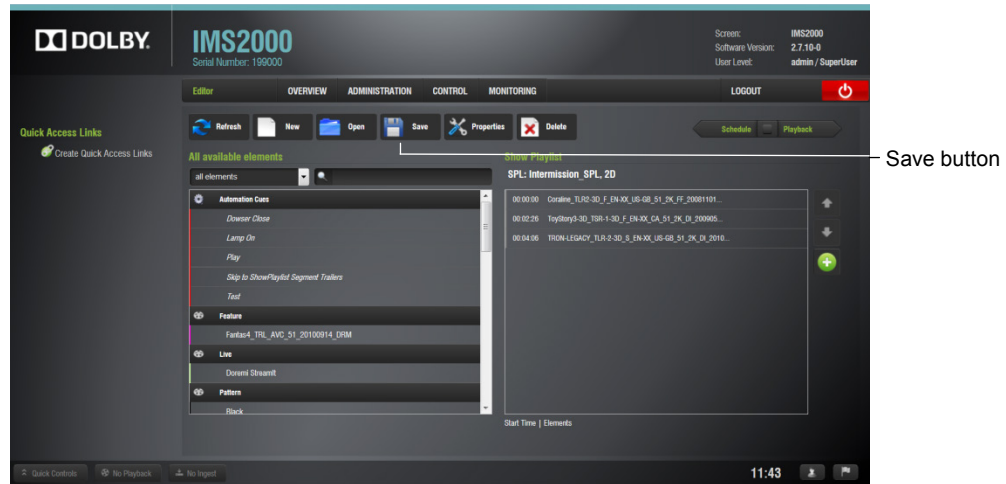 DOLBY.
IMS2000
Serial Number: 199000
Screen: IMS2000
Software Version: 2.7.10-0
User Level: admin / SuperUser
Editor OVERVIEW ADMINISTRATION CONTROL MONITORING LOGOUT
Quick Access Links
Create Quick Access Links
Refresh New Open Save Properties Delete
Schedule Playback
Save button
All available elements
all elements
Automation Cues
Dowser Close
Lamp On
Play
Skip to ShowPlaylist Segment Trailers
Test
Feature
Fantas4_TRL_AVC_51_20100914_DRM
Live
Doremi Streamit
Pattern
Black
Show Playlist
SPL: Intermission_SPL, 2D
00:00:00 Coraline_TLR2-3D_F_EN-XX_US-GB_51_2K_FF_20081101...
00:02:26 ToyStory3-3D_TSR-1-3D_F_EN-XX_CA_51_2K_DI_200905...
00:04:06 TRON-LEGACY_TLR-2-3D_S_EN-XX_US-GB_51_2K_DI_2010...
Start Time | Elements
Quick Controls No Playback No Ingest
11:43